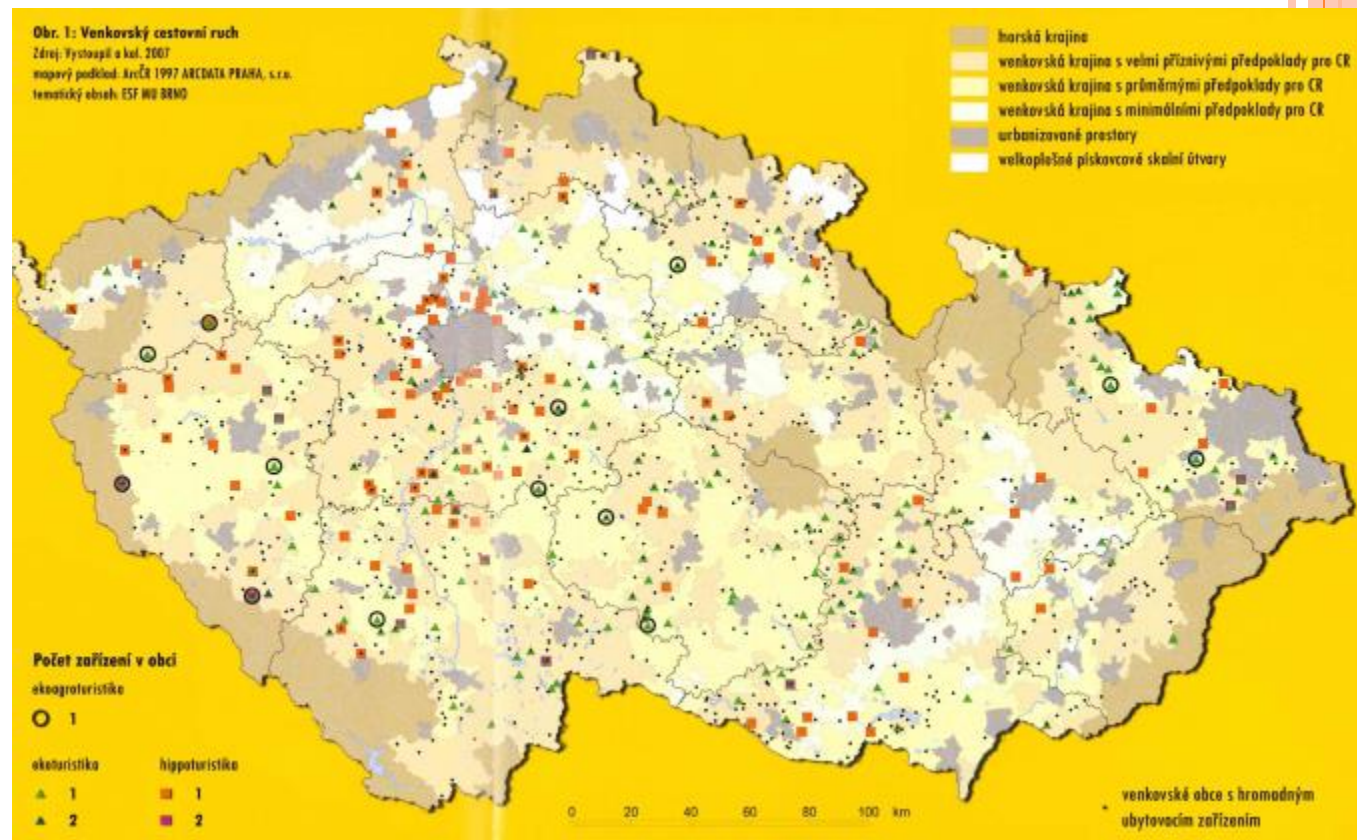 Obr. 1: Venkovský cestovní ruch
Zdroj: Vystoupil a kol. 2007
mapový podklad: ArcČR 1997 ARCDATA PRAHA, s.r.o.
tematický obsah: ESF MU BRNO
horská krajina
venkovská krajina s velmi příznivými předpoklady pro CR
venkovská krajina s průměrnými předpoklady pro CR
venkovská krajina s minimálními předpoklady pro CR
urbanizované prostory
velkoplošné pískovcové skalní útvary
Počet zařízení v obci
ekoagroturistika
1
ekoturistika
1
2
hippoturistika
1
2
0 20 40 60 80 100 km
venkovské obce s hromadným
ubytovacím zařízením